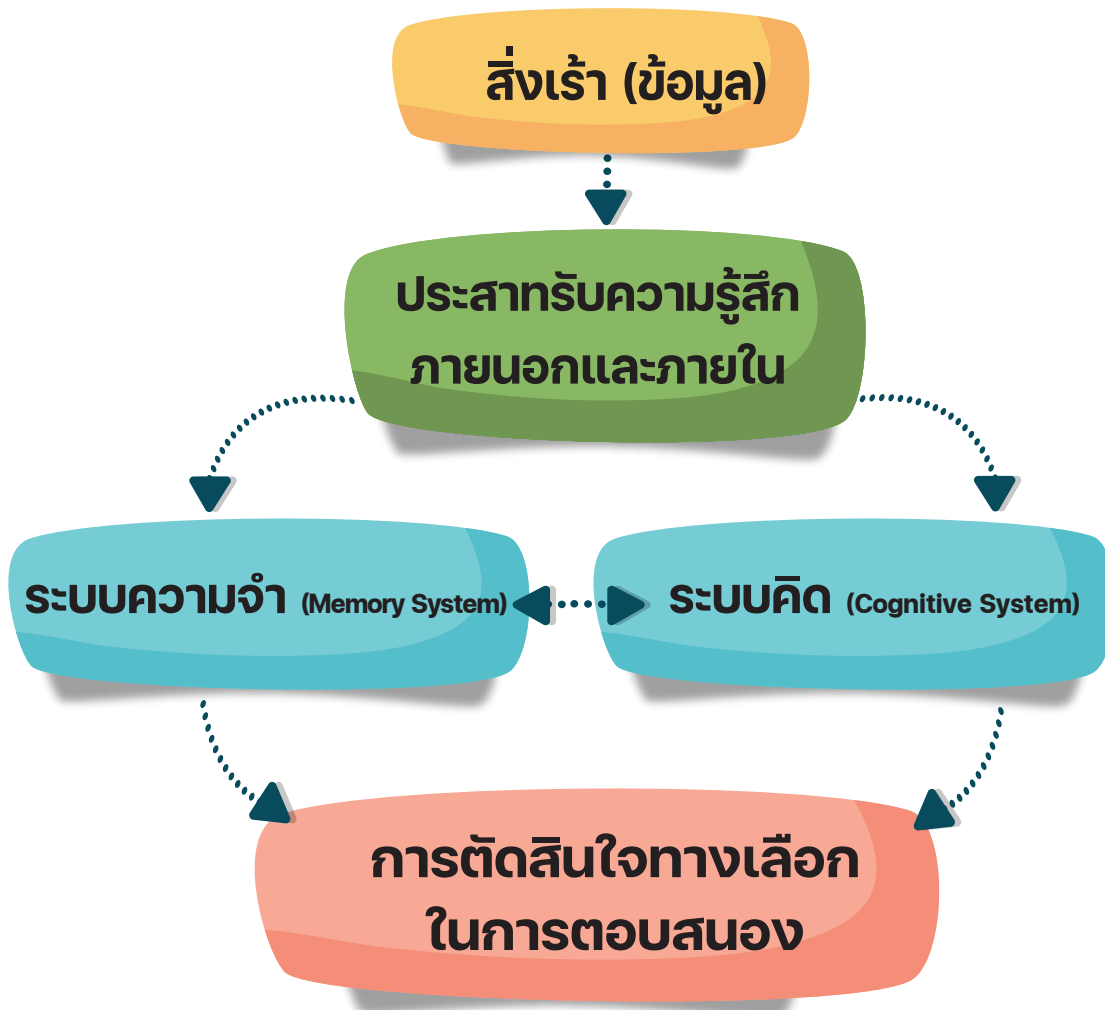 สิ่งเร้า (ข้อมูล)
ประสาทรับความรู้สึก
ภายนอกและภายใน
ระบบความจำ (Memory System)
ระบบคิด (Cognitive System)
การตัดสินใจทางเลือก
ในการตอบสนอง